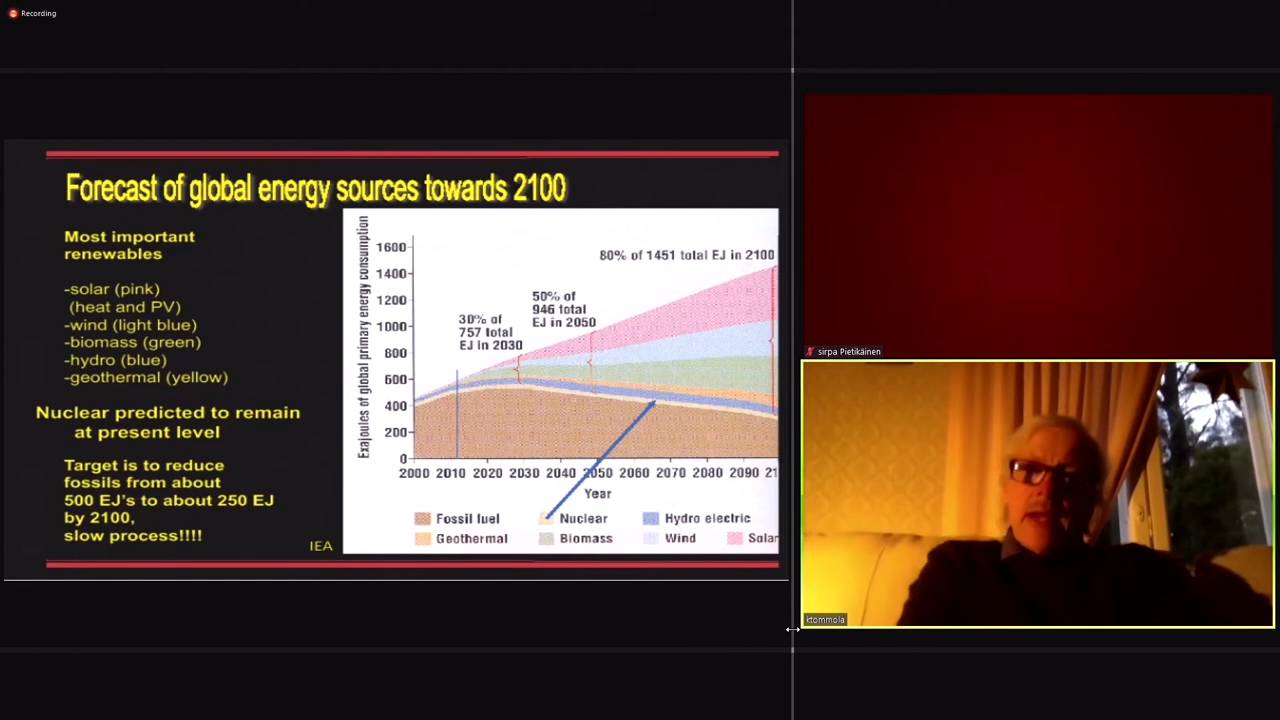 Recording
Forecast of global energy sources towards 2100
Most important
renewables
-solar (pink)
(heat and PV)
-wind (light blue)
-biomass (green)
-hydro (blue)
-geothermal (yellow)
Nuclear predicted to remain
at present level
Target is to reduce
fossils from about
500 EJ's to about 250 EJ
by 2100,
slow process!!!!
IEA
Exajoules of global primary energy consumption
1600
1400
1200
1000
800
600
400
200
0
80% of 1451 total EJ in 2100
50% of
946 total
EJ in 2050
30% of
757 total
EJ in 2030
2000 2010 2020 2030 2040 2050 2060 2070 2080 2090 21
Year
Fossil fuel Nuclear Hydro electric
Geothermal Biomass Wind Solar
sirpa Pietikäinen
ktommola